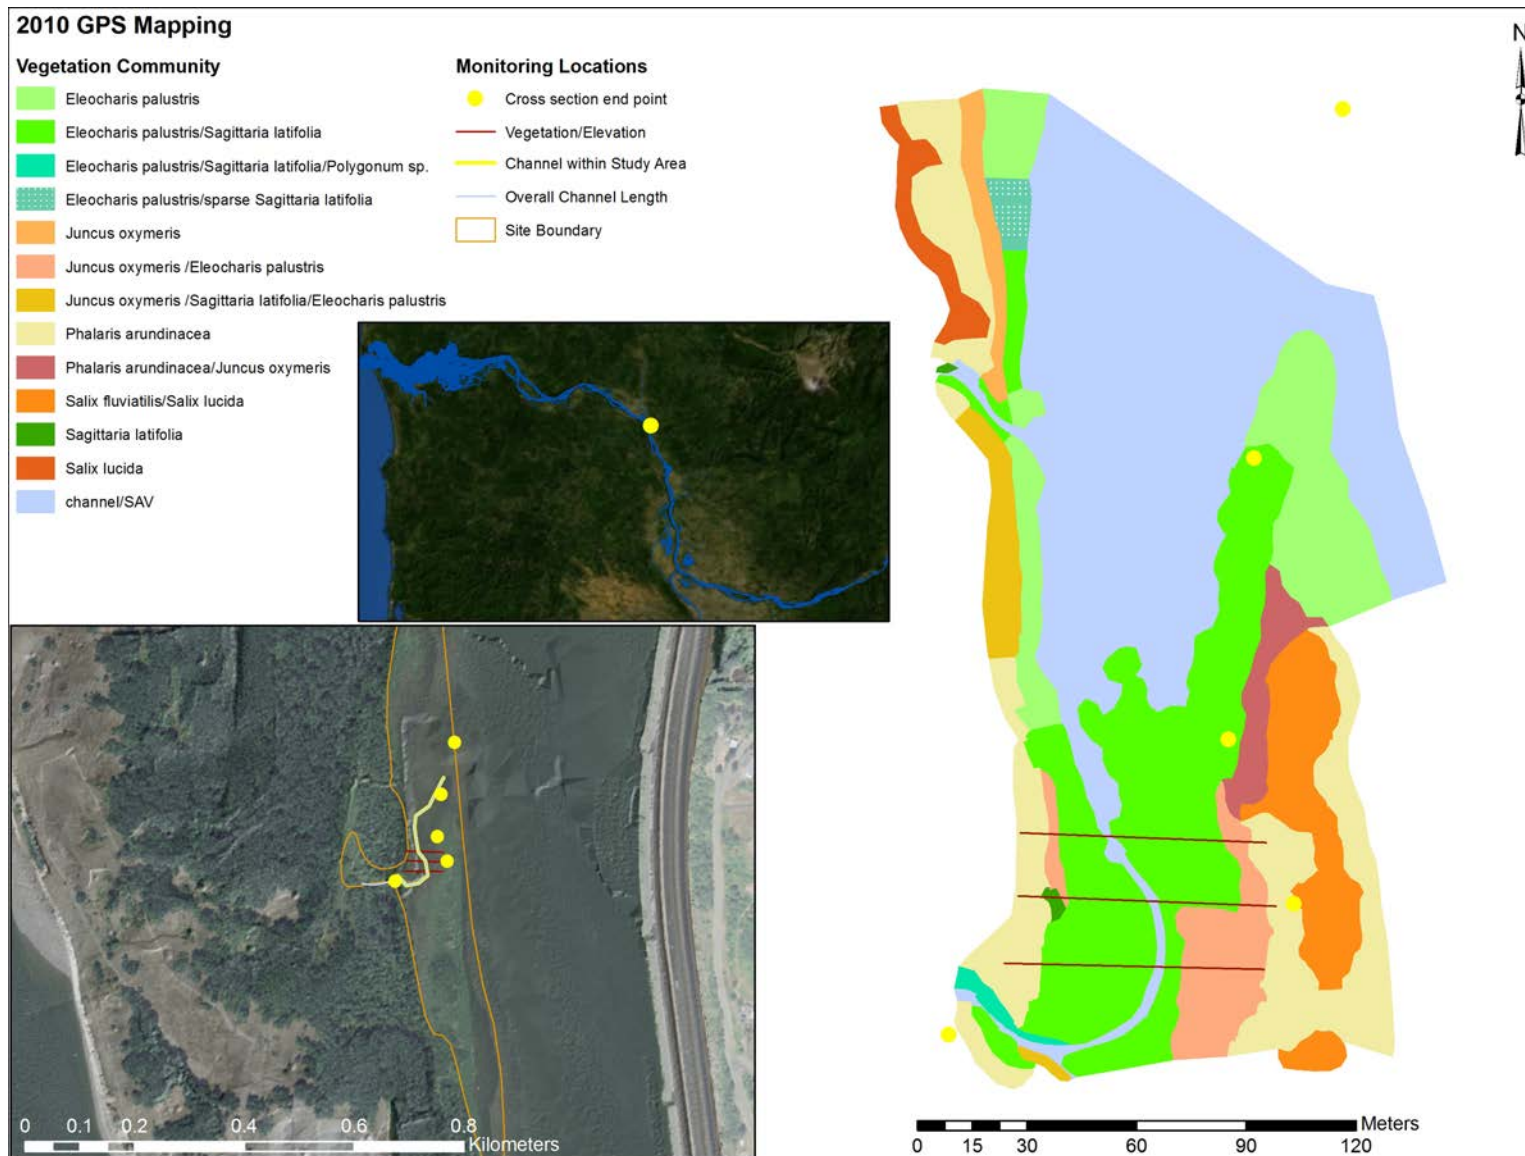 2010 GPS Mapping
Vegetation Community
Eleocharis palustris
Eleocharis palustris/Sagittaria latifolia
Eleocharis palustris/Sagittaria latifolia/Polygonum sp.
Eleocharis palustris/sparse Sagittaria latifolia
Juncus oxymeris
Juncus oxymeris /Eleocharis palustris
Juncus oxymeris /Sagittaria latifolia/Eleocharis palustris
Phalaris arundinacea
Phalaris arundinacea/Juncus oxymeris
Salix fluviatilis/Salix lucida
Sagittaria latifolia
Salix lucida
channel/SAV
Monitoring Locations
Cross section end point
Vegetation/Elevation
Channel within Study Area
Overall Channel Length
Site Boundary
N
0 0.1 0.2 0.4 0.6 0.8
Kilometers
Meters
0 15 30 60 90 120